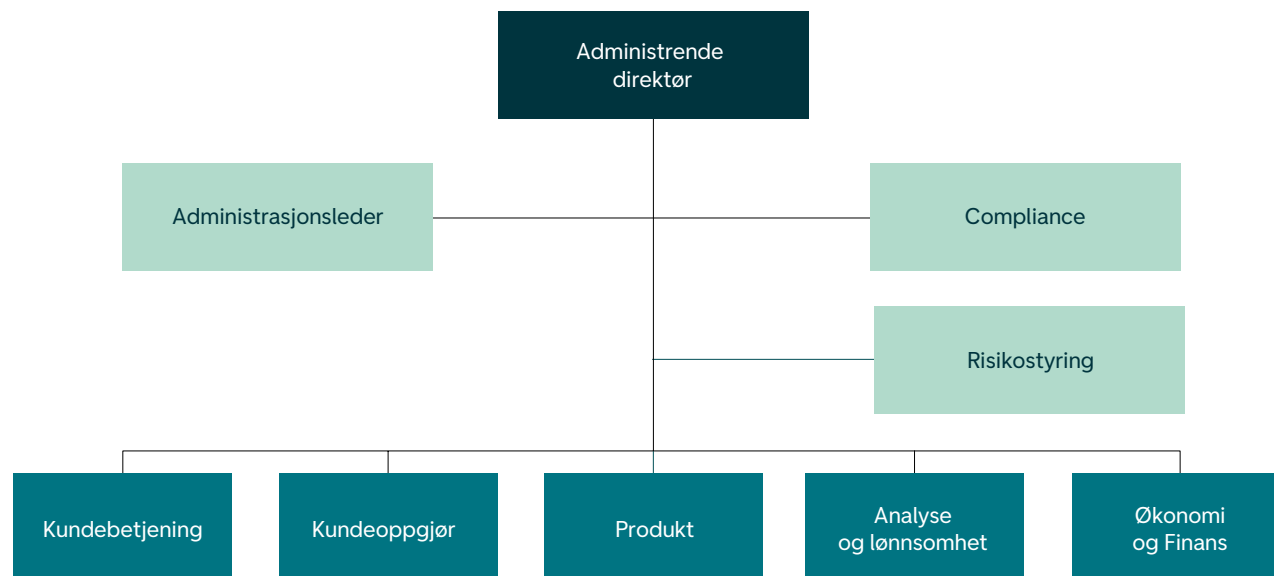 Administrende
direktør
Administrasjonsleder
Compliance
Risikostyring
Kundebetjening
Kundeoppgjør
Produkt
Analyse
og lønnsomhet
Økonomi
og Finans